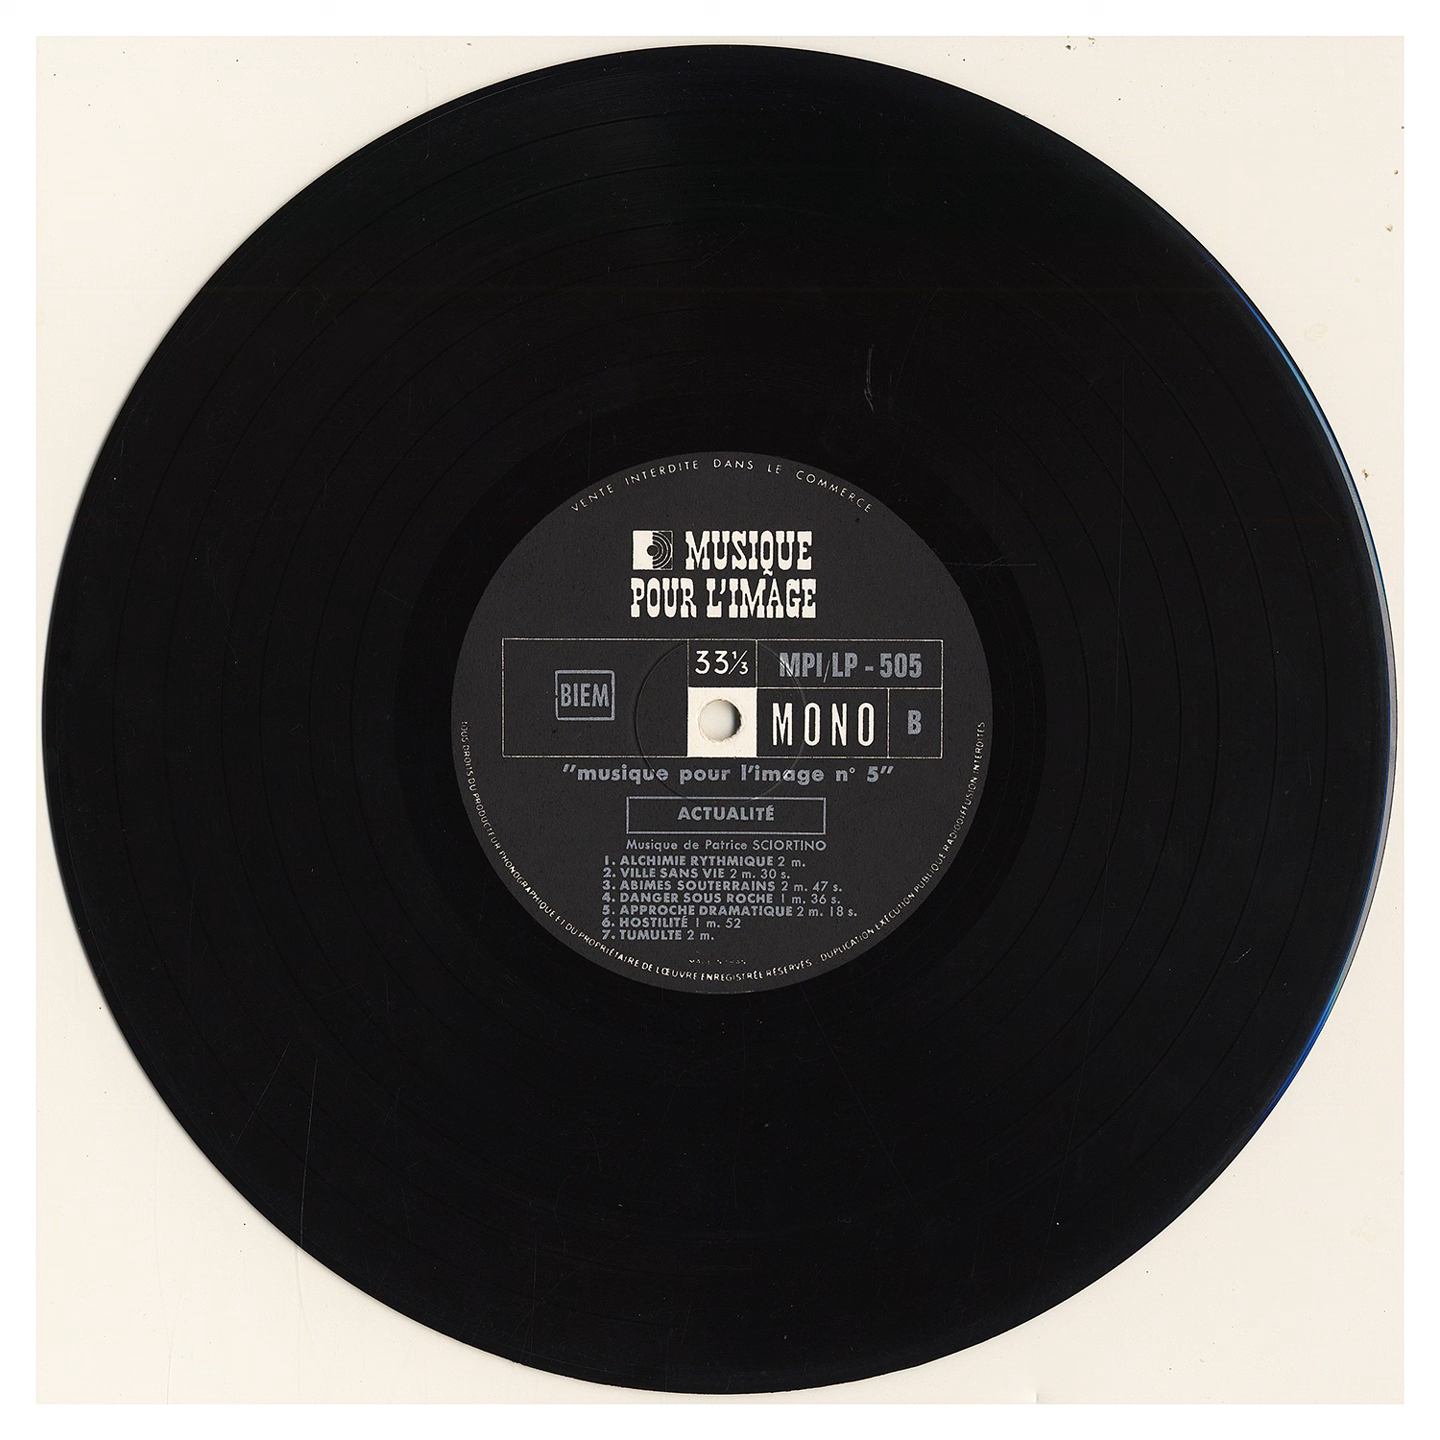 VENTE INTERDITE DANS LE COMMERCE
MUSIQUE
POUR L'IMAGE
33⅓
MPI/LP - 505
BIEM
MONO
B
"musique pour l'image n° 5"
ACTUALITÉ
Musique de Patrice SCIORTINO
1. ALCHIMIE RYTHMIQUE 2 m.
2. VILLE SANS VIE 2 m. 30 s.
3. ABIMES SOUTERRAINS 2 m. 47 s.
4. DANGER SOUS ROCHE 1 m. 36 s.
5. APPROCHE DRAMATIQUE 2 m. 18 s.
6. HOSTILITÉ 1 m. 52
7. TUMULTE 2 m.
TOUS DROITS DU PRODUCTEUR PHONOGRAPHIQUE ET DU PROPRIÉTAIRE DE L'ŒUVRE ENREGISTRÉE RÉSERVÉS. DUPLICATION EXÉCUTION PUBLIQUE RADIODIFFUSION INTERDITES